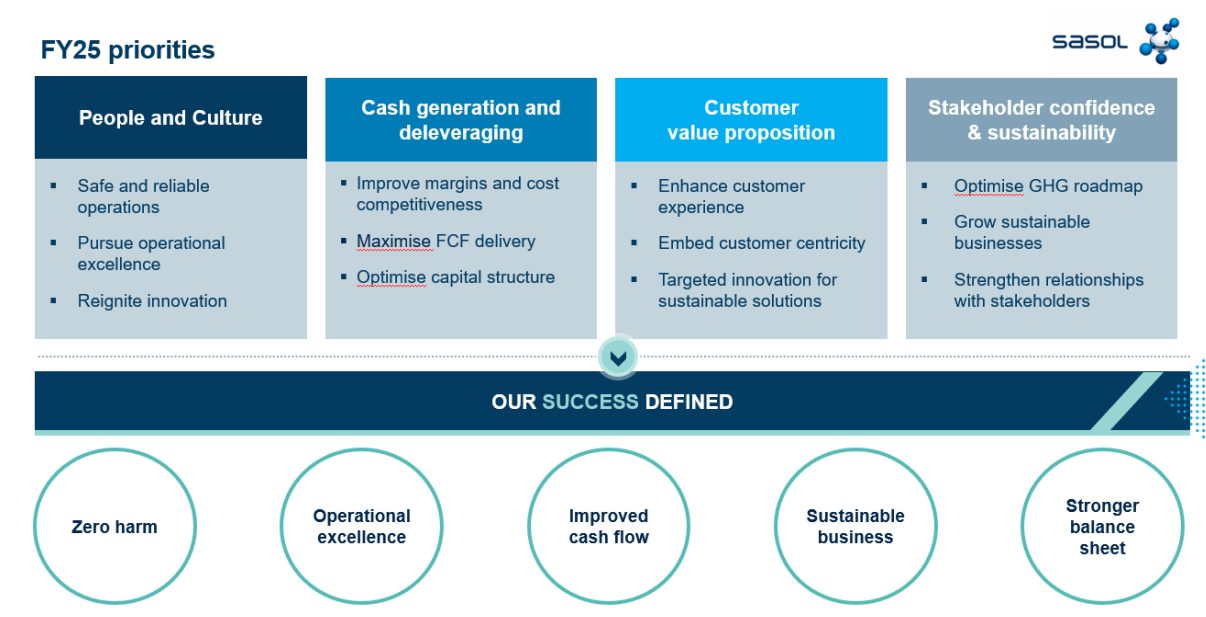 FY25 priorities
sasol
People and Culture
▪ Safe and reliable
operations
▪ Pursue operational
excellence
▪ Reignite innovation
Cash generation and
deleveraging
▪ Improve margins and cost
competitiveness
▪ Maximise FCF delivery
▪ Optimise capital structure
Customer
value proposition
▪ Enhance customer
experience
▪ Embed customer centricity
▪ Targeted innovation for
sustainable solutions
Stakeholder confidence
& sustainability
▪ Optimise GHG roadmap
▪ Grow sustainable
businesses
▪ Strengthen relationships
with stakeholders
OUR SUCCESS DEFINED
Zero harm
Operational
excellence
Improved
cash flow
Sustainable
business
Stronger
balance
sheet